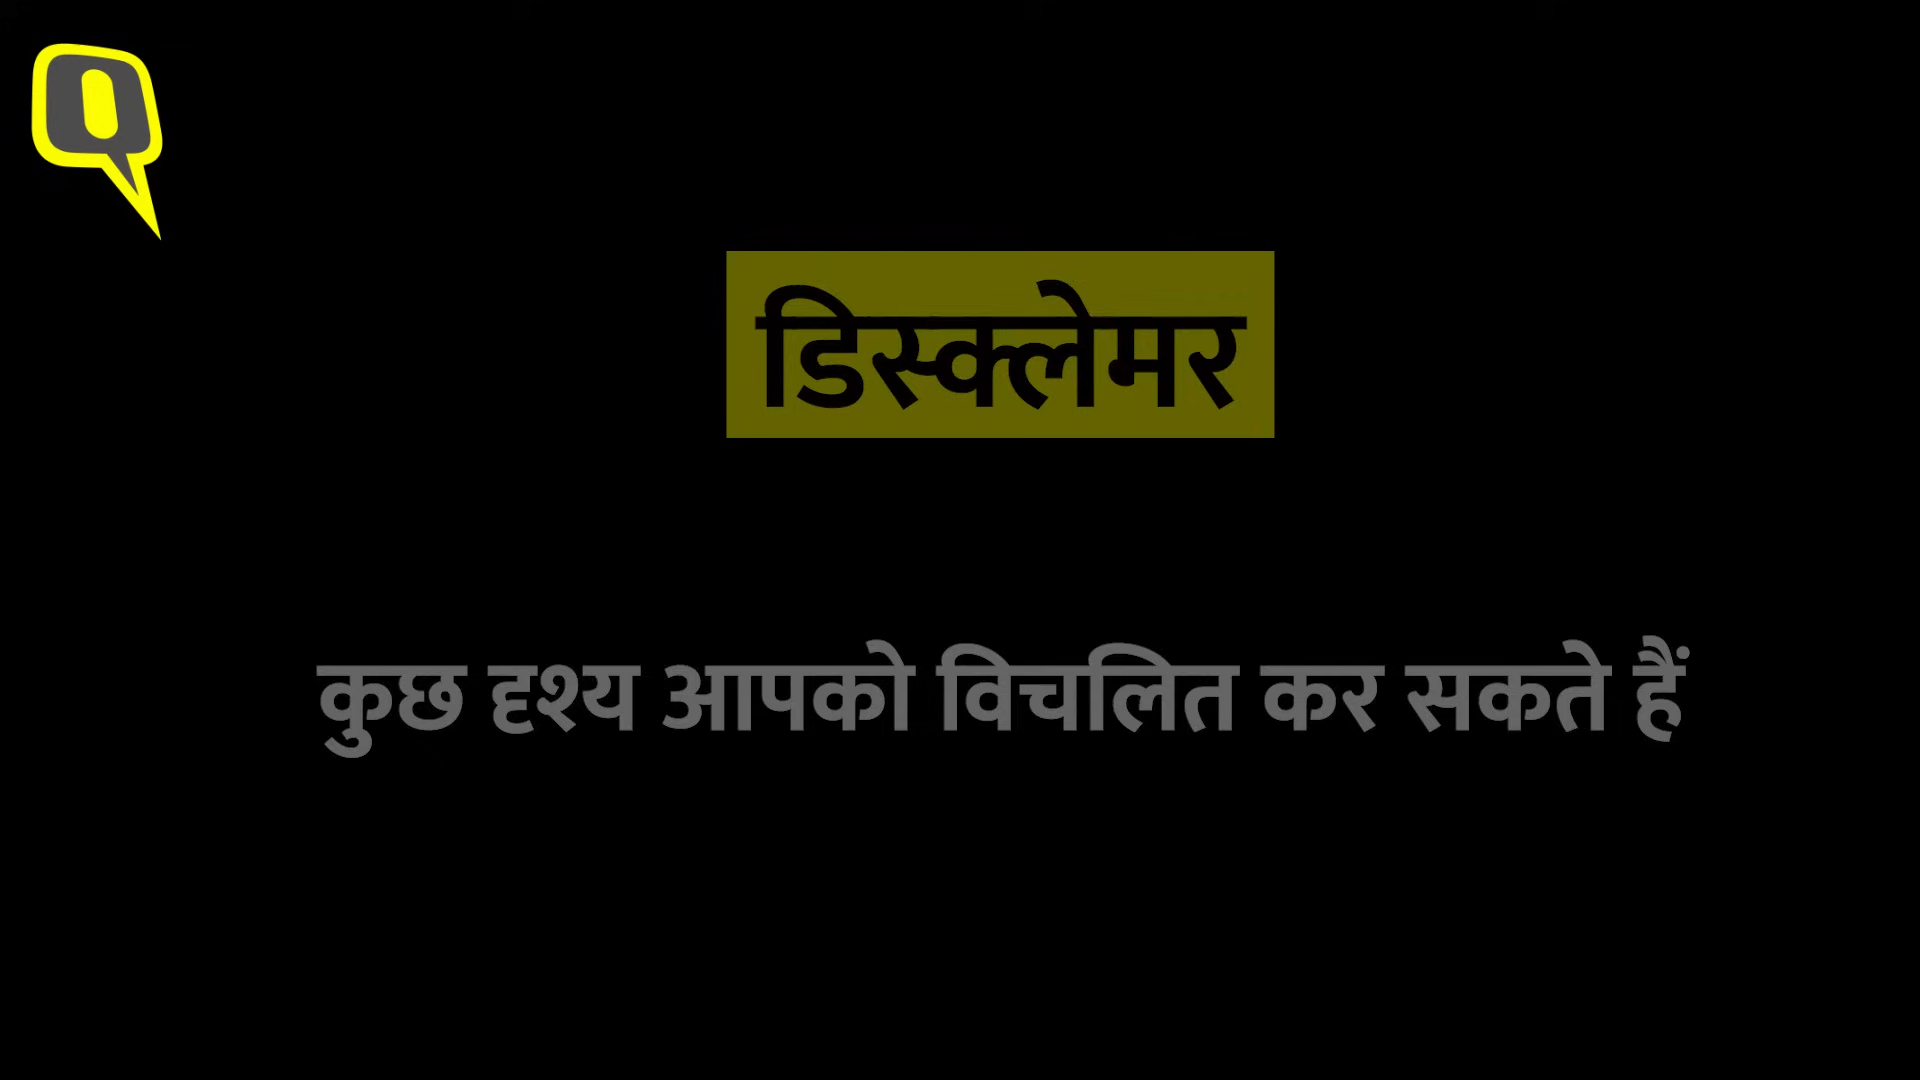 Q
डिस्क्लेमर
कुछ दृश्य आपको विचलित कर सकते हैं